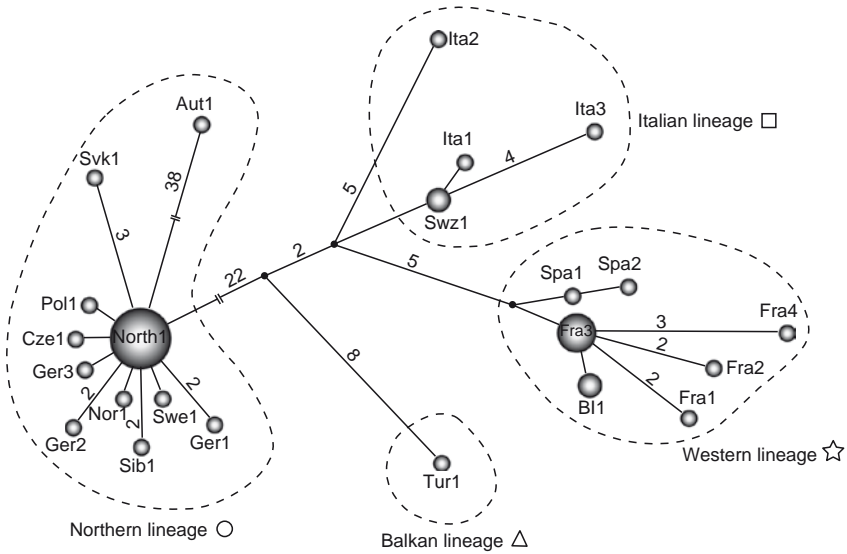 Ita2
Aut1
Ita3
Italian lineage □
Ita1
4
Svk1
38
5
Swz1
3
2
5
22
Spa1
Spa2
Pol1
Fra4
North1
Fra3
3
Cze1
2
8
Ger3
Fra2
2
2
2
Fra1
Nor1
Swe1
BI1
2
Ger2
Ger1
Sib1
Western lineage ☆
Tur1
Northern lineage ○
Balkan lineage △